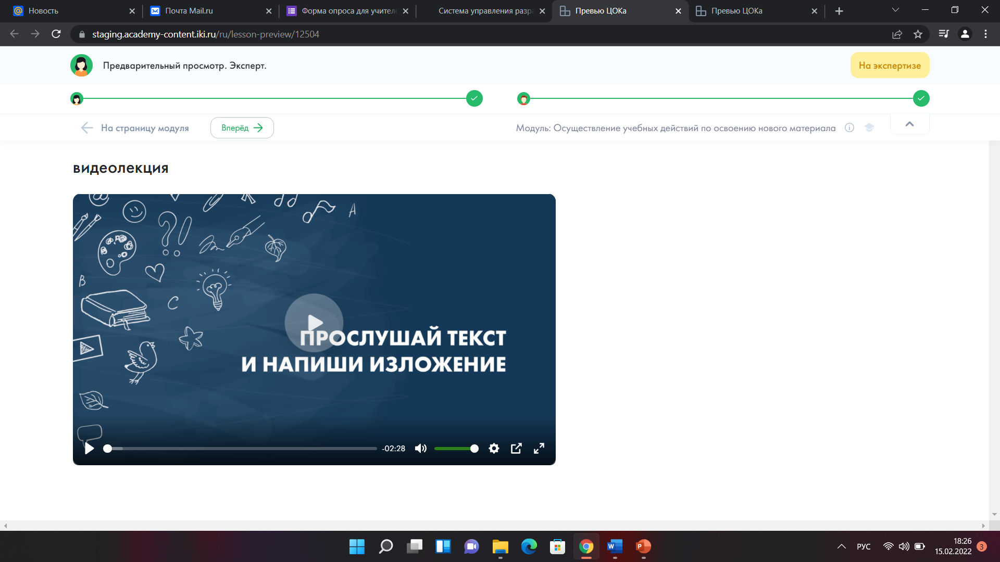 Новость
Почта Mail.ru
Форма опроса для учител
Система управления разра
Превью ЦОКа
Превью ЦОКа
staging.academy-content.iki.ru/ru/lesson-preview/12504
Предварительный просмотр. Эксперт.
На экспертизе
На страницу модуля
Вперёд
Модуль: Осуществление учебных действий по освоению нового материала
видеолекция
A
B
C
ПРОСЛУШАЙ ТЕКСТ
И НАПИШИ ИЗЛОЖЕНИЕ
-02:28
РУС
18:26
15.02.2022
3